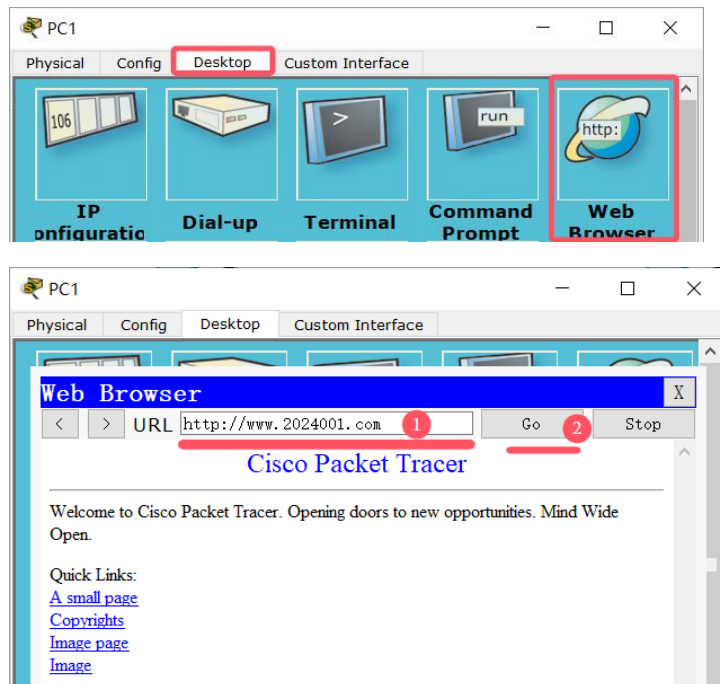 PC1
Physical Config Desktop Custom Interface
106 > run http:
IP
onfiguratio
Dial-up
Terminal
Command
Prompt
Web
Browser
PC1
Physical Config Desktop Custom Interface
Web Browser X
< > URL http://www.2024001.com 1 Go 2 Stop
Cisco Packet Tracer
Welcome to Cisco Packet Tracer. Opening doors to new opportunities. Mind Wide
Open.
Quick Links:
A small page
Copyrights
Image page
Image